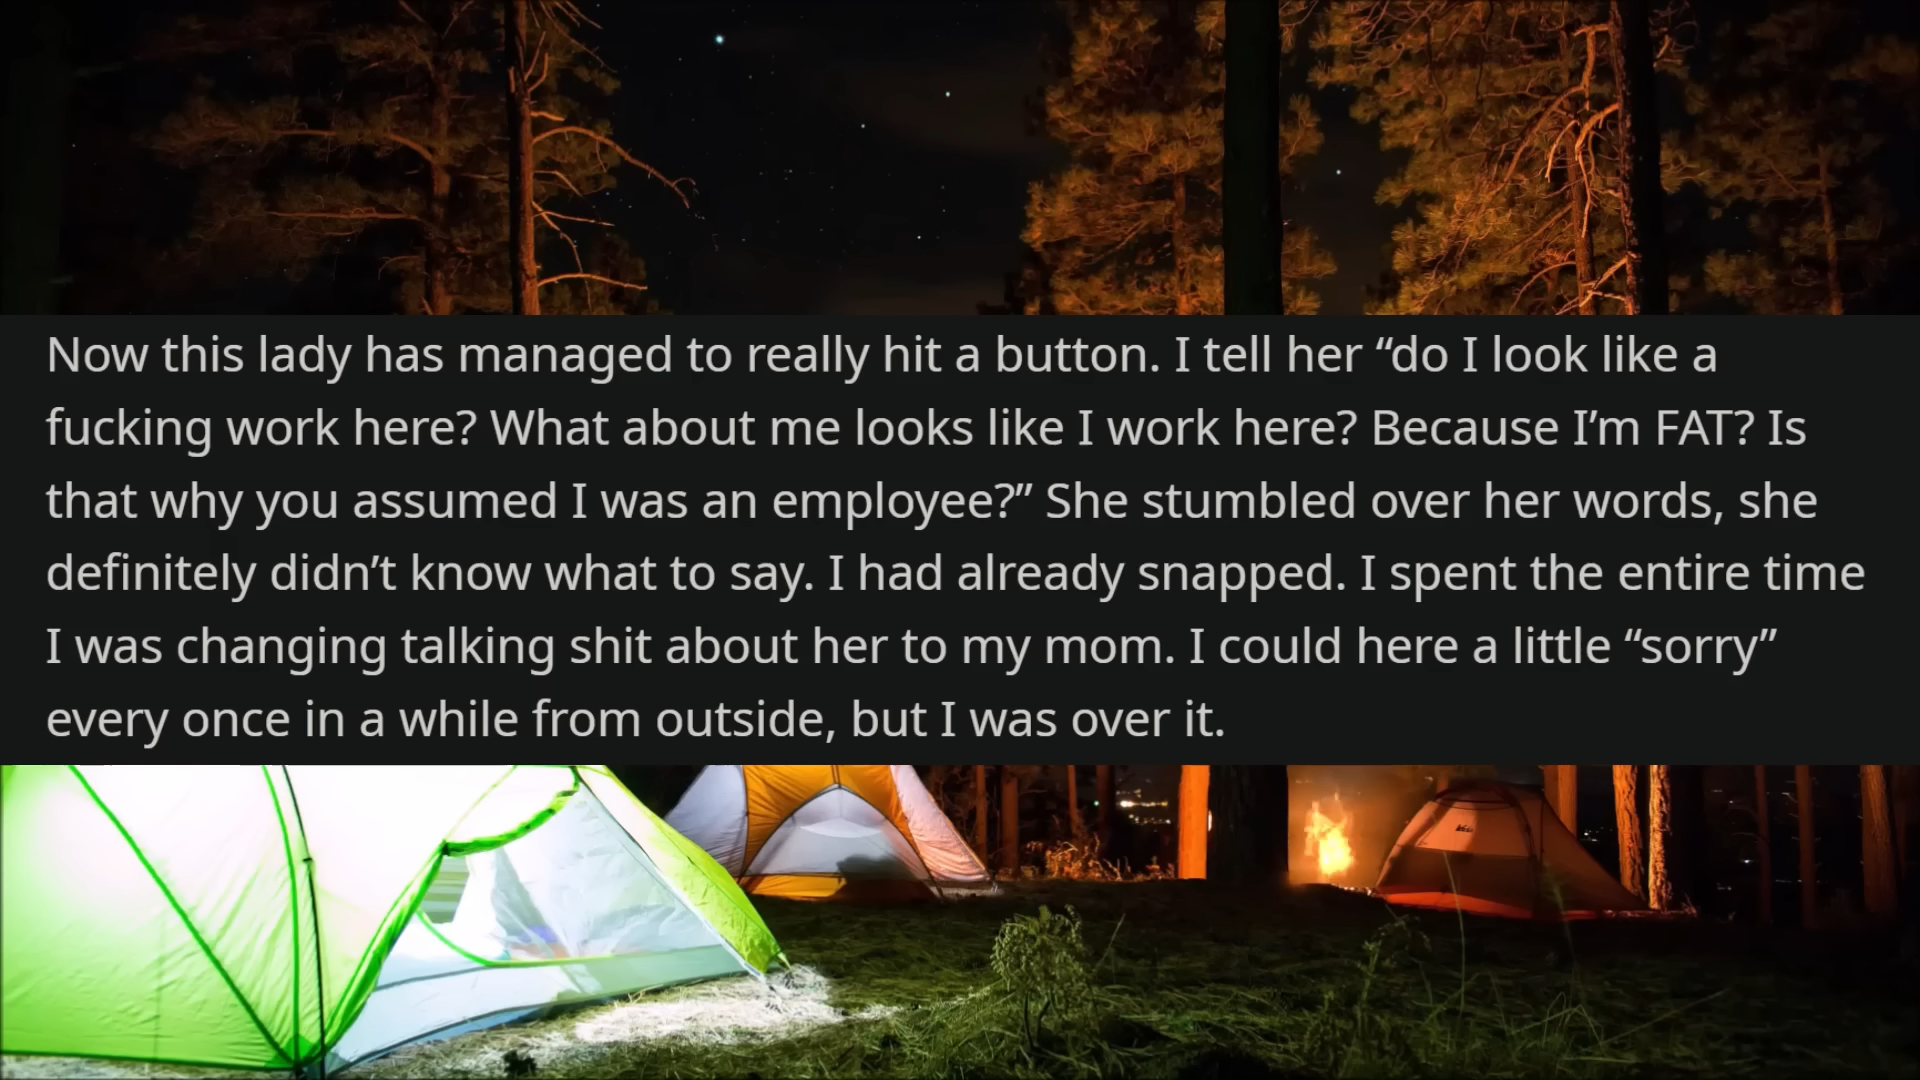 Now this lady has managed to really hit a button. I tell her “do I look like a
fucking work here? What about me looks like I work here? Because I’m FAT? Is
that why you assumed I was an employee?” She stumbled over her words, she
definitely didn’t know what to say. I had already snapped. I spent the entire time
I was changing talking shit about her to my mom. I could here a little “sorry”
every once in a while from outside, but I was over it.